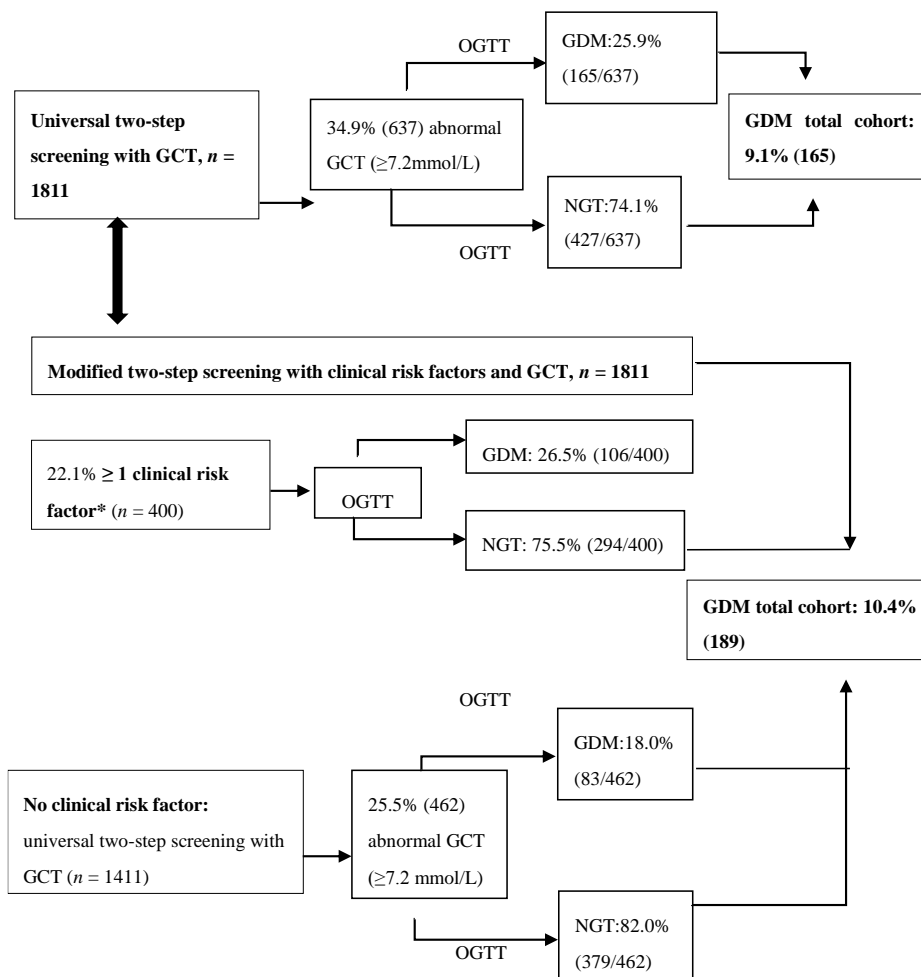 OGTT
GDM:25.9%
(165/637)
Universal two-step
screening with GCT, n =
1811
34.9% (637) abnormal
GCT (≥7.2mmol/L)
GDM total cohort:
9.1% (165)
NGT:74.1%
(427/637)
OGTT
Modified two-step screening with clinical risk factors and GCT, n = 1811
22.1% ≥ 1 clinical risk
factor* (n = 400)
OGTT
GDM: 26.5% (106/400)
NGT: 75.5% (294/400)
GDM total cohort: 10.4%
(189)
OGTT
GDM:18.0%
(83/462)
No clinical risk factor:
universal two-step screening with
GCT (n = 1411)
25.5% (462)
abnormal GCT
(≥7.2 mmol/L)
NGT:82.0%
(379/462)
OGTT